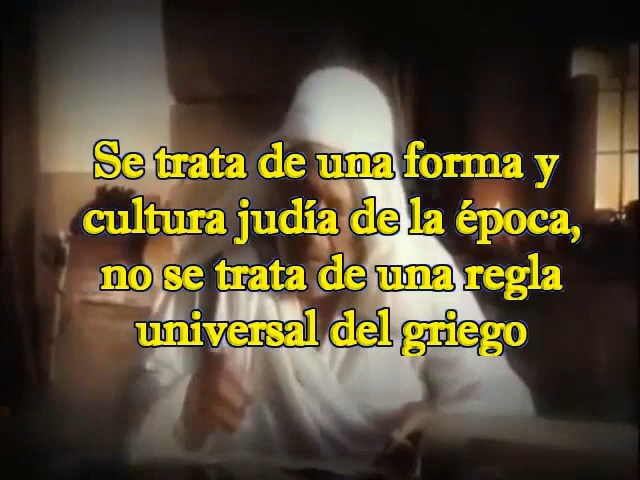 Se trata de una forma y
cultura judía de la época,
no se trata de una regla
universal del griego